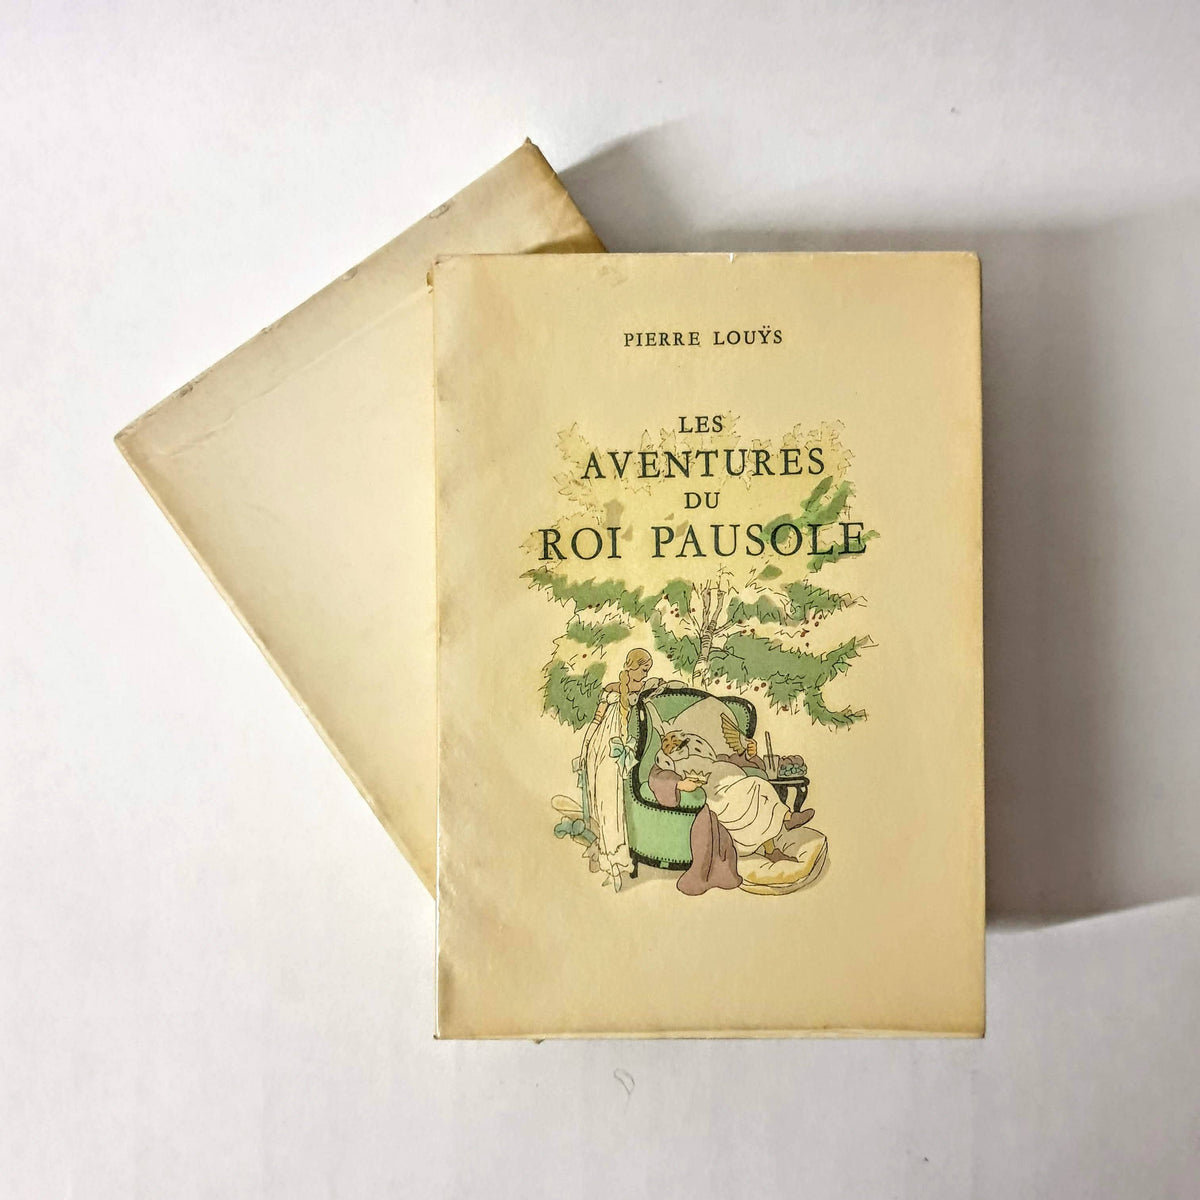 PIERRE LOUŸS
LES
AVENTURES
DU
ROI PAUSOLE